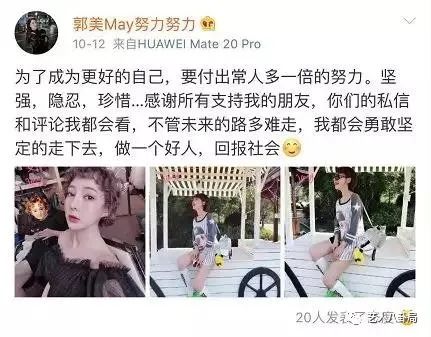 郭美May努力努力
10-12 来自HUAWEI Mate 20 Pro
为了成为更好的自己，要付出常人多一倍的努力。坚
强，隐忍，珍惜...感谢所有支持我的朋友，你们的私信
和评论我都会看，不管未来的路多难走，我都会勇敢坚
定的走下去，做一个好人，回报社会
20人发表了态度